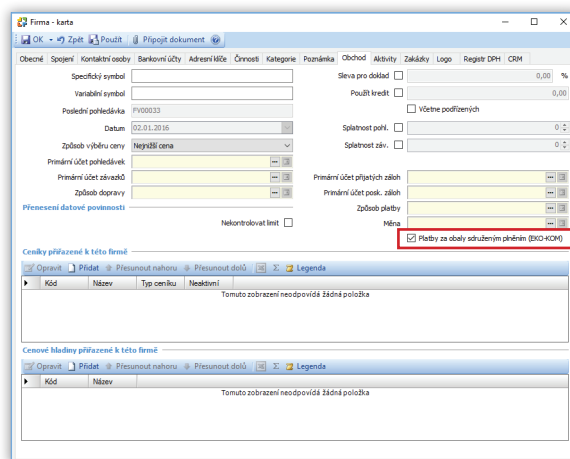 Firma - karta
OK Zpět Použít Připojit dokument
Obecné Spojení Kontaktní osoby Bankovní účty Adresní klíče Činnosti Kategorie Poznámka Obchod Aktivity Zakázky Logo Registr DPH CRM
Specifický symbol Sleva pro doklad 0,00 %
Variabilní symbol Použít kredit 0,00
Poslední pohledávka FV00033 Včetne podřízených
Datum 02.01.2016 Splatnost pohl. 0
Způsob výběru ceny Nejnižší cena Splatnost záv. 0
Primární účet pohledávek
Primární účet závazků Primární účet přijatých záloh
Způsob dopravy Primární účet posk. záloh
Přenesení datové povinnosti Způsob platby
Nekontrolovat limit Měna
Platby za obaly sdruženým plněním (EKO-KOM)
Ceníky přiřazené k této firmě
Opravit Přidat Přesunout nahoru Přesunout dolů Σ Legenda
Kód Název Typ ceníku Neaktivní
Tomuto zobrazení neodpovídá žádná položka
Cenové hladiny přiřazené k této firmě
Opravit Přidat Přesunout nahoru Přesunout dolů Σ Legenda
Kód Název
Tomuto zobrazení neodpovídá žádná položka